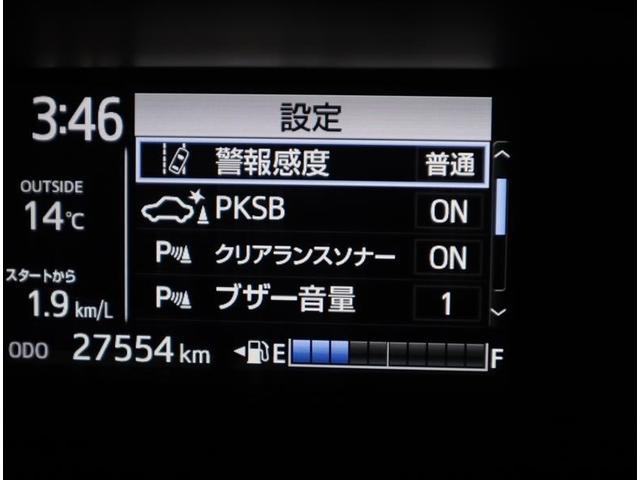 3:46
設定
警報感度 普通
OUTSIDE
14℃
PKSB ON
P クリアランスソナー ON
スタートから
1.9 km/L
P ブザー音量 1
ODO 27554 km
E F